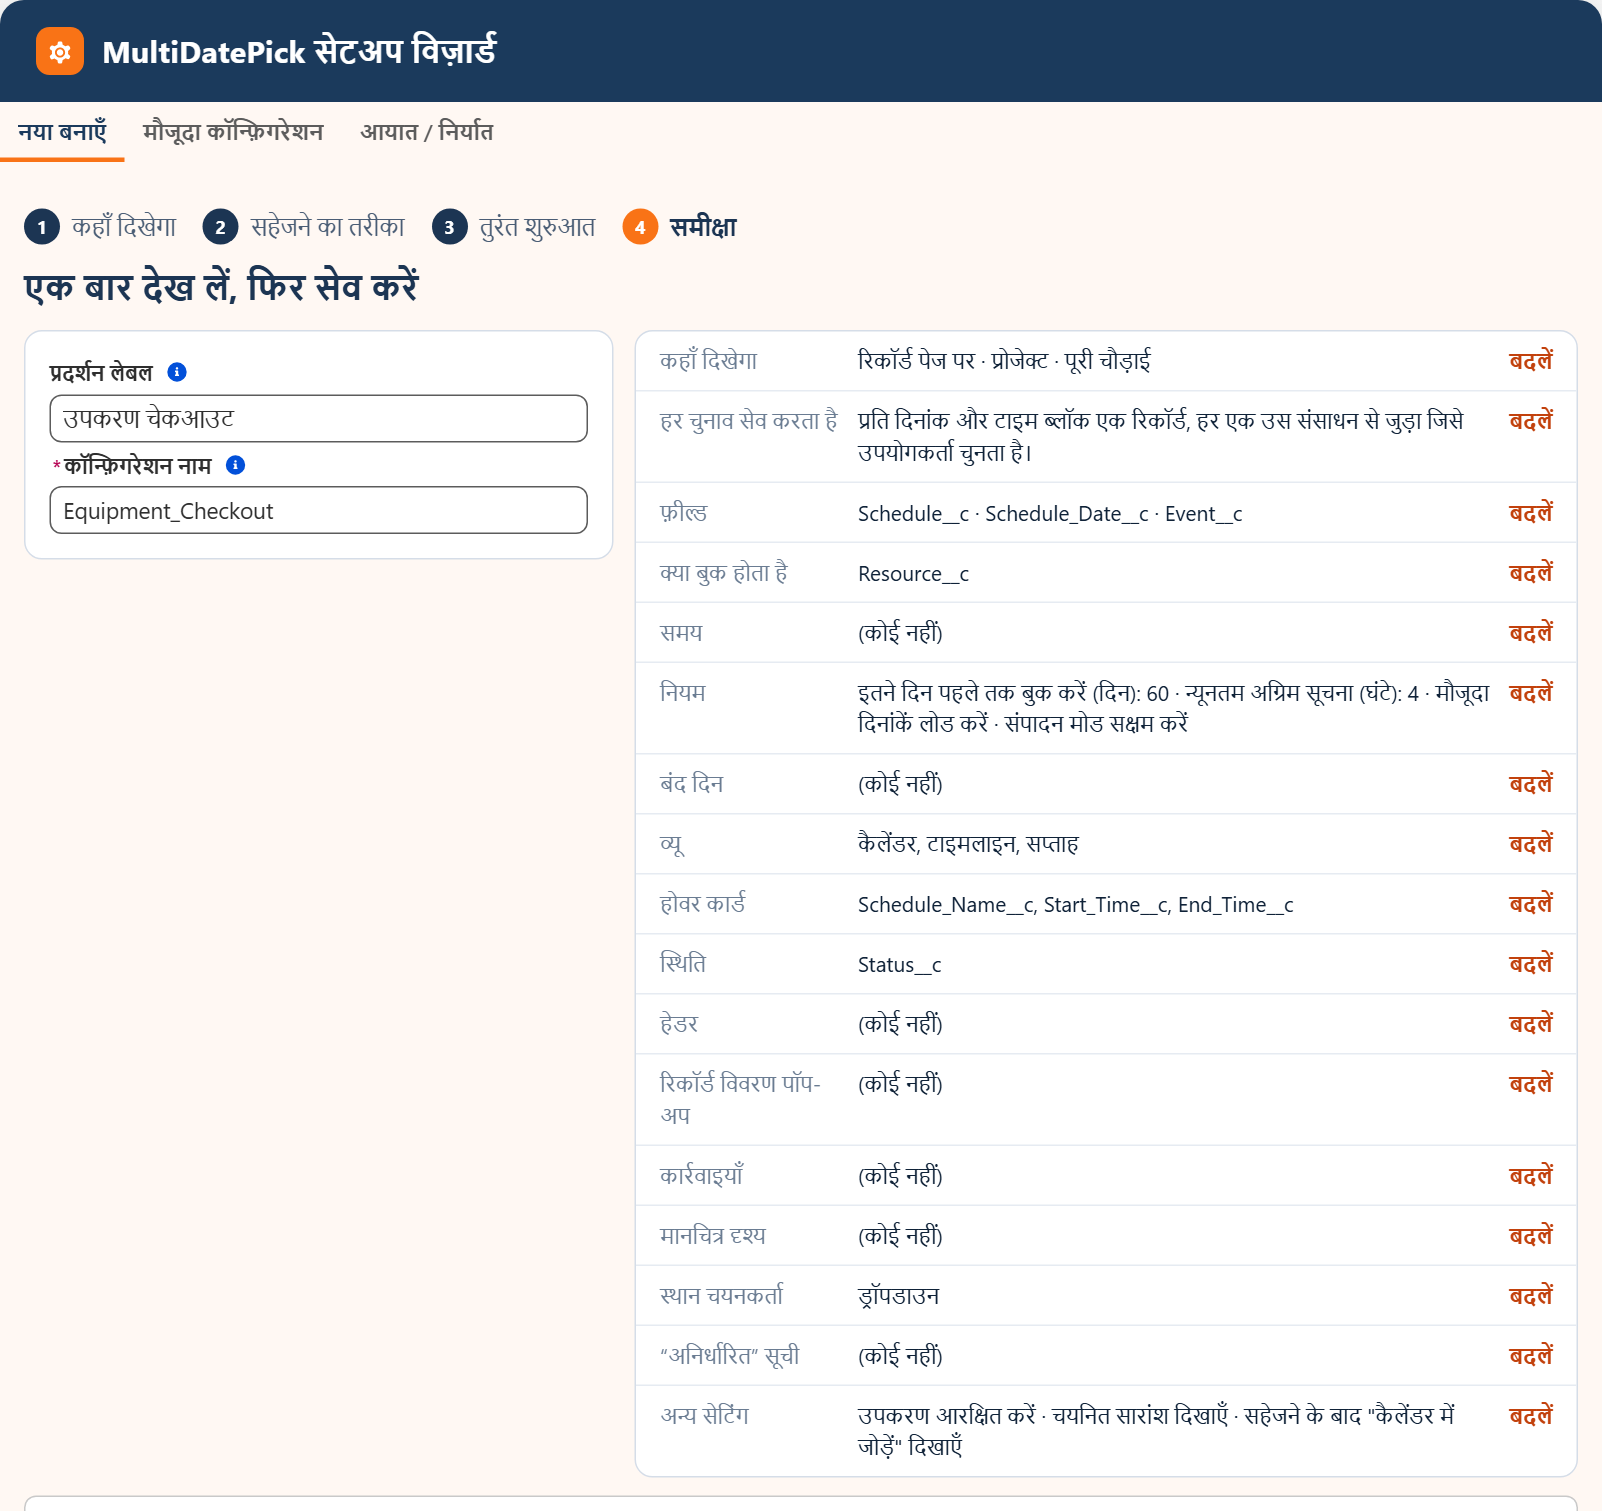 MultiDatePick सेटअप विज़ार्ड
नया बनाएँ मौजूदा कॉन्फ़िगरेशन आयात / निर्यात
1 कहाँ दिखेगा 2 सहेजने का तरीका 3 तुरंत शुरुआत 4 समीक्षा
एक बार देख लें, फिर सेव करें
प्रदर्शन लेबल
उपकरण चेकआउट
*कॉन्फ़िगरेशन नाम
Equipment_Checkout
कहाँ दिखेगा रिकॉर्ड पेज पर · प्रोजेक्ट · पूरी चौड़ाई बदलें
हर चुनाव सेव करता है प्रति दिनांक और टाइम ब्लॉक एक रिकॉर्ड, हर एक उस संसाधन से जुड़ा जिसे बदलें
उपयोगकर्ता चुनता है।
फ़ील्ड Schedule__c · Schedule_Date__c · Event__c बदलें
क्या बुक होता है Resource__c बदलें
समय (कोई नहीं) बदलें
नियम इतने दिन पहले तक बुक करें (दिन): 60 · न्यूनतम अग्रिम सूचना (घंटे): 4 · मौजूदा बदलें
दिनांकें लोड करें · संपादन मोड सक्षम करें
बंद दिन (कोई नहीं) बदलें
व्यू कैलेंडर, टाइमलाइन, सप्ताह बदलें
होवर कार्ड Schedule_Name__c, Start_Time__c, End_Time__c बदलें
स्थिति Status__c बदलें
हेडर (कोई नहीं) बदलें
रिकॉर्ड विवरण पॉप- (कोई नहीं) बदलें
अप
कार्रवाइयाँ (कोई नहीं) बदलें
मानचित्र दृश्य (कोई नहीं) बदलें
स्थान चयनकर्ता ड्रॉपडाउन बदलें
“अनिर्धारित” सूची (कोई नहीं) बदलें
अन्य सेटिंग उपकरण आरक्षित करें · चयनित सारांश दिखाएँ · सहेजने के बाद "कैलेंडर में बदलें
जोड़ें" दिखाएँ